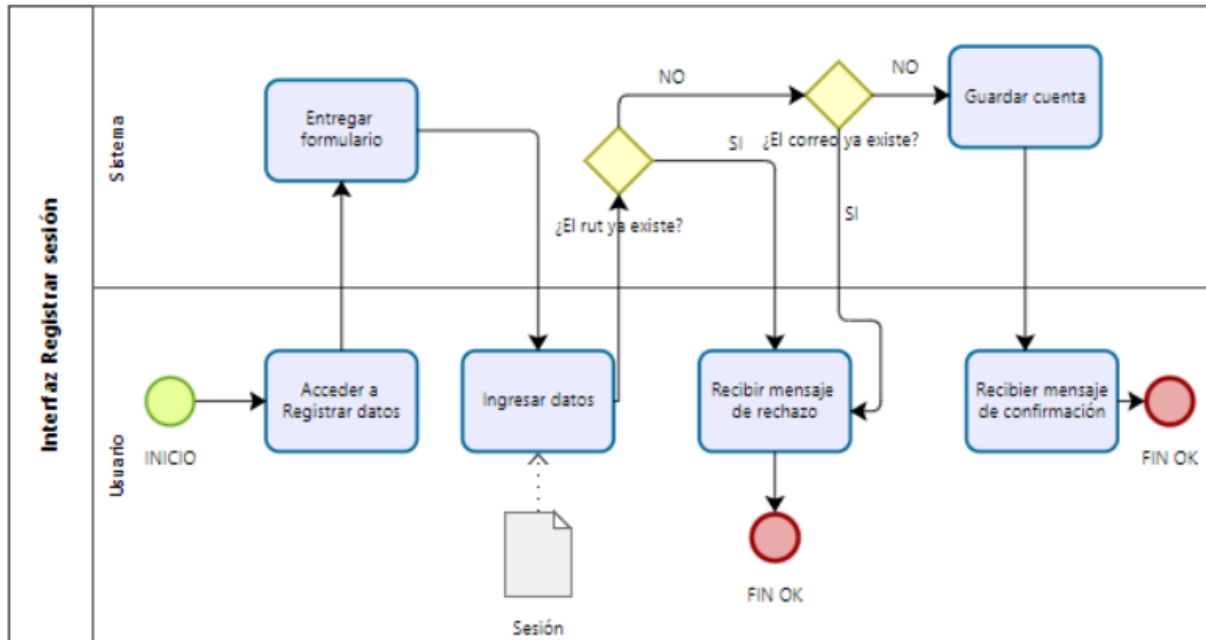 Interfaz Registrar sesión
Sistema
Entregar
formulario
¿El rut ya existe?
NO
SI
¿El correo ya existe?
NO
SI
Guardar cuenta
Usuario
INICIO
Acceder a
Registrar datos
Ingresar datos
Sesión
Recibir mensaje
de rechazo
FIN OK
Recibier mensaje
de confirmación
FIN OK